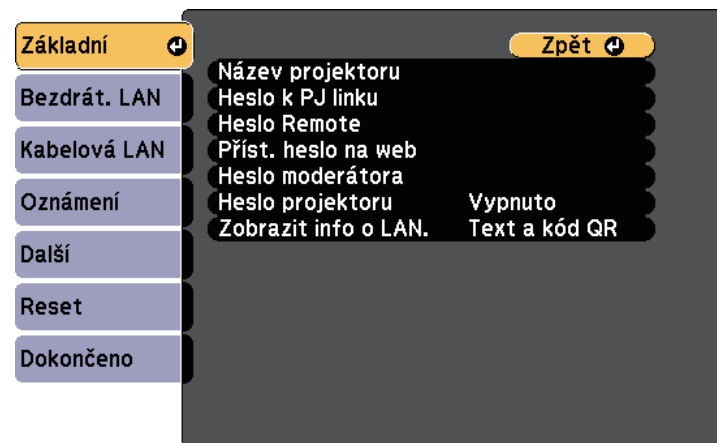 Základní
Bezdrát. LAN
Kabelová LAN
Oznámení
Další
Reset
Dokončeno
Zpět
Název projektoru
Heslo k PJ linku
Heslo Remote
Příst. heslo na web
Heslo moderátora
Heslo projektoru Vypnuto
Zobrazit info o LAN. Text a kód QR